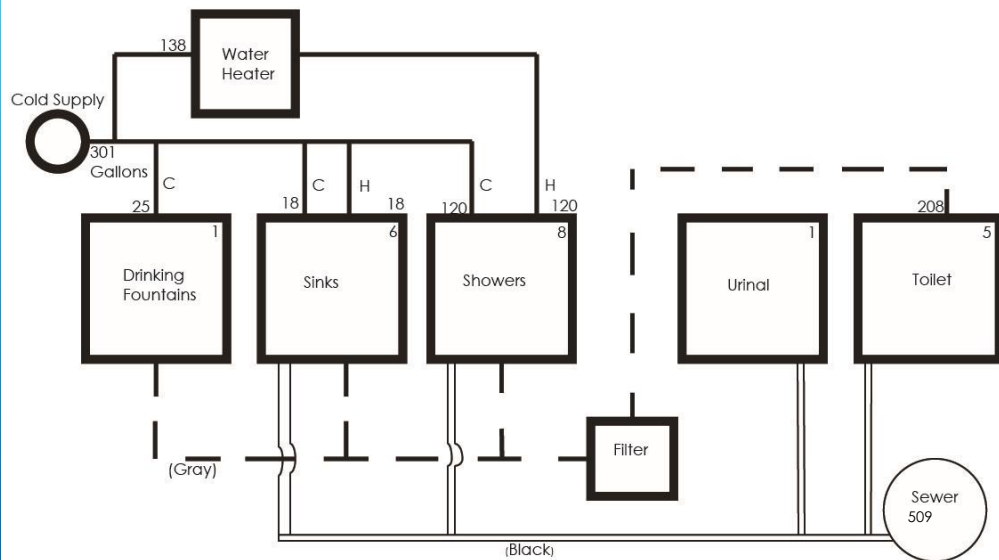 138
Water
Heater
Cold Supply
301
Gallons
C
C
H
C
H
25
18
18
120
120
208
1
6
8
1
5
Drinking
Fountains
Sinks
Showers
Urinal
Toilet
Filter
(Gray)
Sewer
509
(Black)